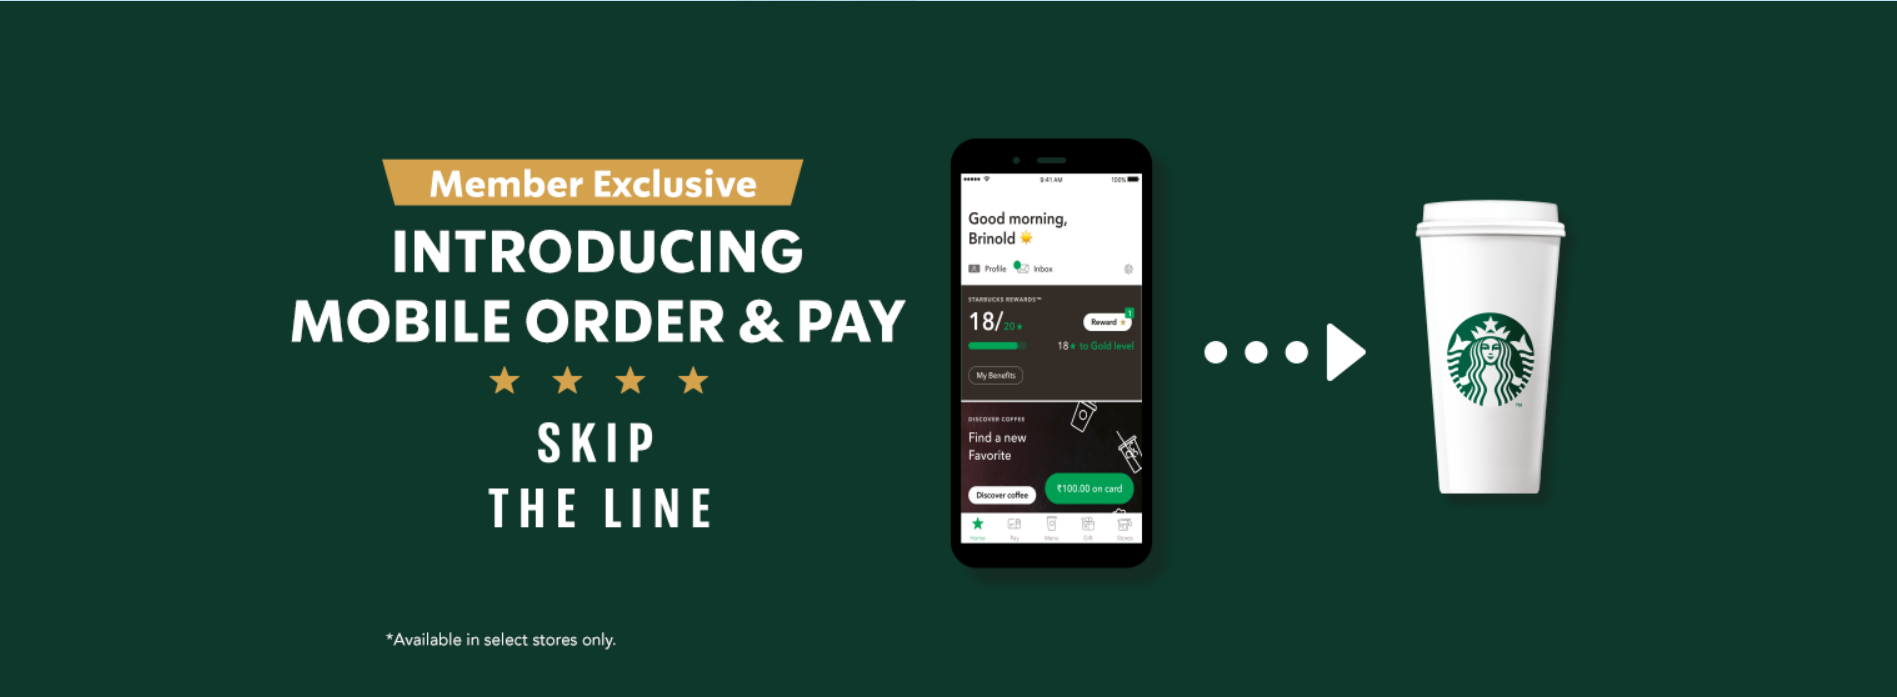 Member Exclusive
INTRODUCING
MOBILE ORDER & PAY
SKIP
THE LINE
*Available in select stores only.
9:41 AM
100%
Good morning,
Brinold
Profile
Inbox
STARBUCKS REWARDS™
18/20★
Reward
1
18★ to Gold level
My Benefits
DISCOVER COFFEE
Find a new
Favorite
Discover coffee
₹100.00 on card
Home Pay Menu Gift Stores
TM